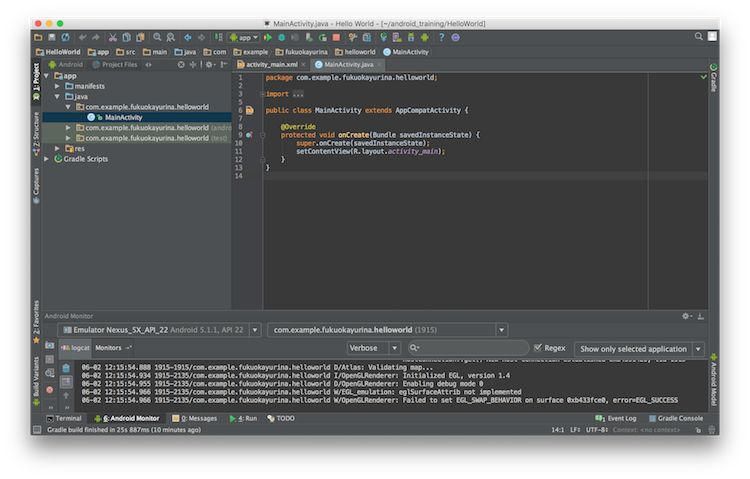 MainActivity.java - Hello World - [~/android_training/HelloWorld]
app
HelloWorld app src main java com example fukuokayurina helloworld MainActivity
Android Project Files
activity_main.xml MainActivity.java
1: Project
Z: Structure
Captures
2: Favorites
Build Variants
app
manifests
java
com.example.fukuokayurina.helloworld
MainActivity
com.example.fukuokayurina.helloworld (andro
com.example.fukuokayurina.helloworld (test)
res
Gradle Scripts
1 package com.example.fukuokayurina.helloworld;
2
3 import ...
5
6 public class MainActivity extends AppCompatActivity {
7
8 @Override
9 protected void onCreate(Bundle savedInstanceState) {
10 super.onCreate(savedInstanceState);
11 setContentView(R.layout.activity_main);
12 }
13 }
14
Gradle
Android Model
Android Monitor
Emulator Nexus_5X_API_22 Android 5.1.1, API 22 com.example.fukuokayurina.helloworld (1915)
logcat Monitors Verbose Regex Show only selected application
06-02 12:15:54.888 1915-1915/com.example.fukuokayurina.helloworld D/Atlas: Validating map...
06-02 12:15:54.934 1915-2135/com.example.fukuokayurina.helloworld I/OpenGLRenderer: Initialized EGL, version 1.4
06-02 12:15:54.955 1915-2135/com.example.fukuokayurina.helloworld D/OpenGLRenderer: Enabling debug mode 0
06-02 12:15:54.966 1915-2135/com.example.fukuokayurina.helloworld W/EGL_emulation: eglSurfaceAttrib not implemented
06-02 12:15:54.966 1915-2135/com.example.fukuokayurina.helloworld W/OpenGLRenderer: Failed to set EGL_SWAP_BEHAVIOR on surface 0xb433fce0, error=EGL_SUCCESS
Terminal 6: Android Monitor 0: Messages 4: Run TODO Event Log Gradle Console
Gradle build finished in 25s 887ms (10 minutes ago) 14:1 LF÷ UTF-8÷ Context: <no context>